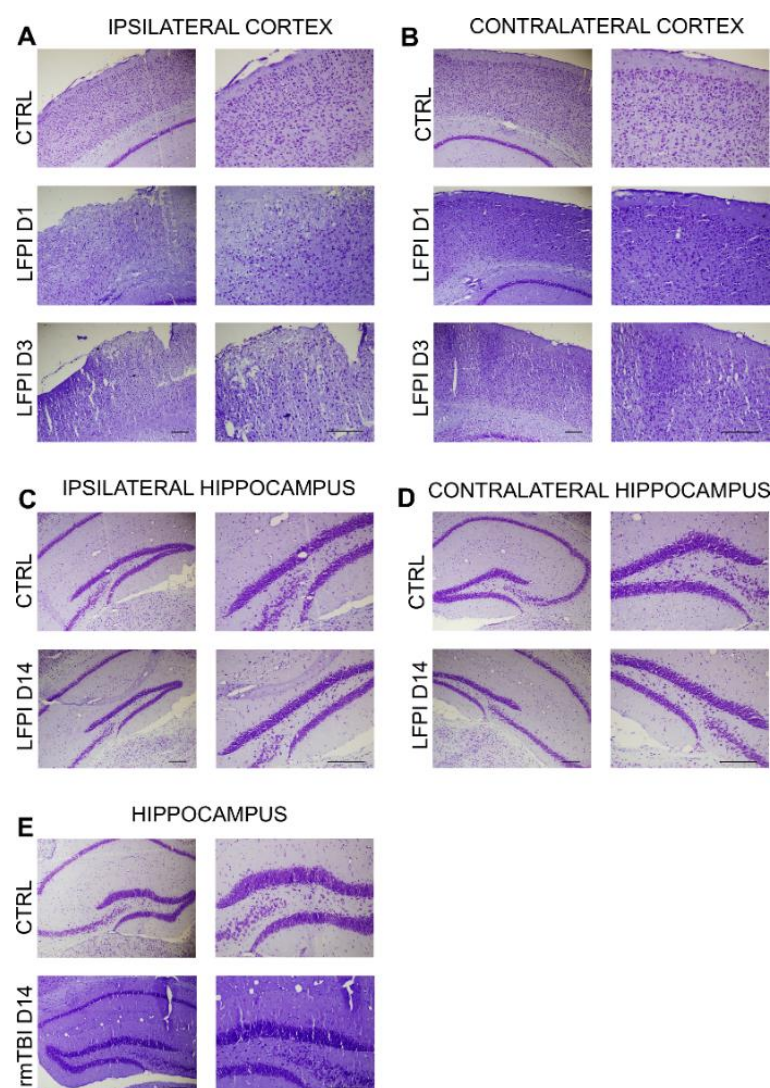 A IPSILATERAL CORTEX
B CONTRALATERAL CORTEX
CTRL
CTRL
LFPI D1
LFPI D1
LFPI D3
LFPI D3
C IPSILATERAL HIPPOCAMPUS
D CONTRALATERAL HIPPOCAMPUS
CTRL
CTRL
LFPI D14
LFPI D14
E HIPPOCAMPUS
CTRL
rmTBI D14